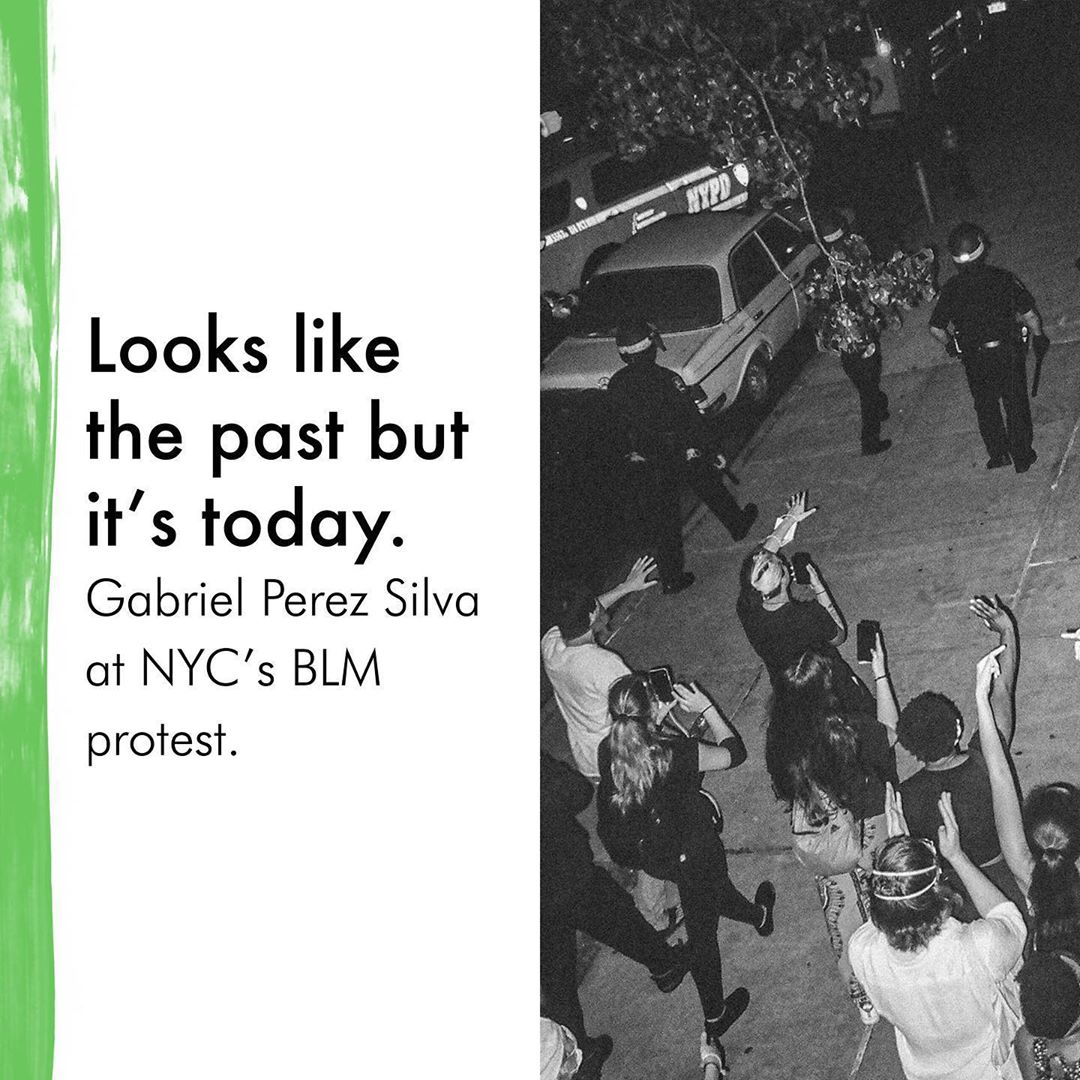 Looks like
the past but
it’s today.
Gabriel Perez Silva
at NYC’s BLM
protest.
NYPD